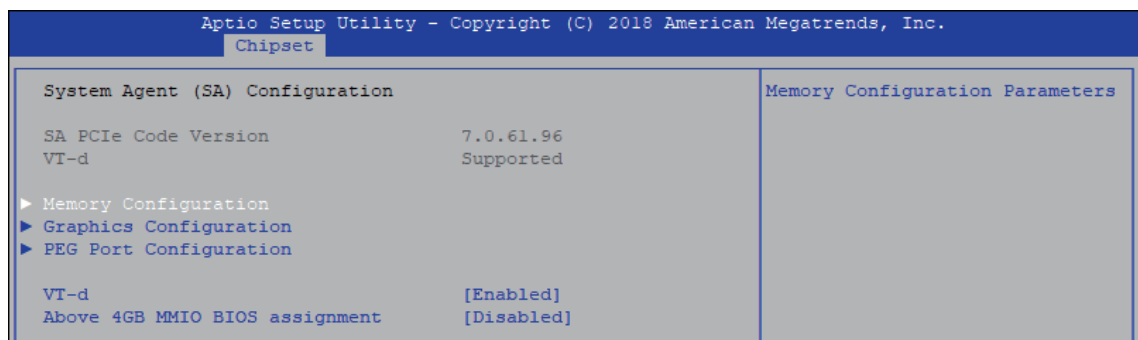 Aptio Setup Utility - Copyright (C) 2018 American Megatrends, Inc.
Chipset
System Agent (SA) Configuration
Memory Configuration Parameters
SA PCIe Code Version 7.0.61.96
VT-d Supported
► Memory Configuration
► Graphics Configuration
► PEG Port Configuration
VT-d [Enabled]
Above 4GB MMIO BIOS assignment [Disabled]